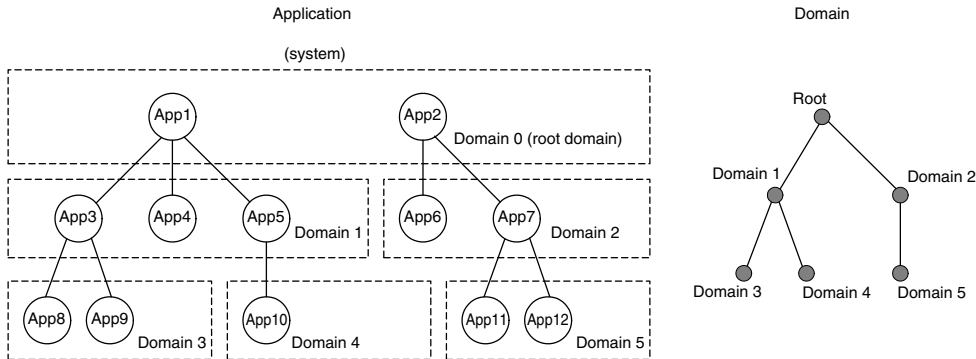 Application
Domain
(system)
App1
App2
Domain 0 (root domain)
App3
App4
App5
Domain 1
App6
App7
Domain 2
App8
App9
Domain 3
App10
Domain 4
App11
App12
Domain 5
Root
Domain 1
Domain 2
Domain 3
Domain 4
Domain 5